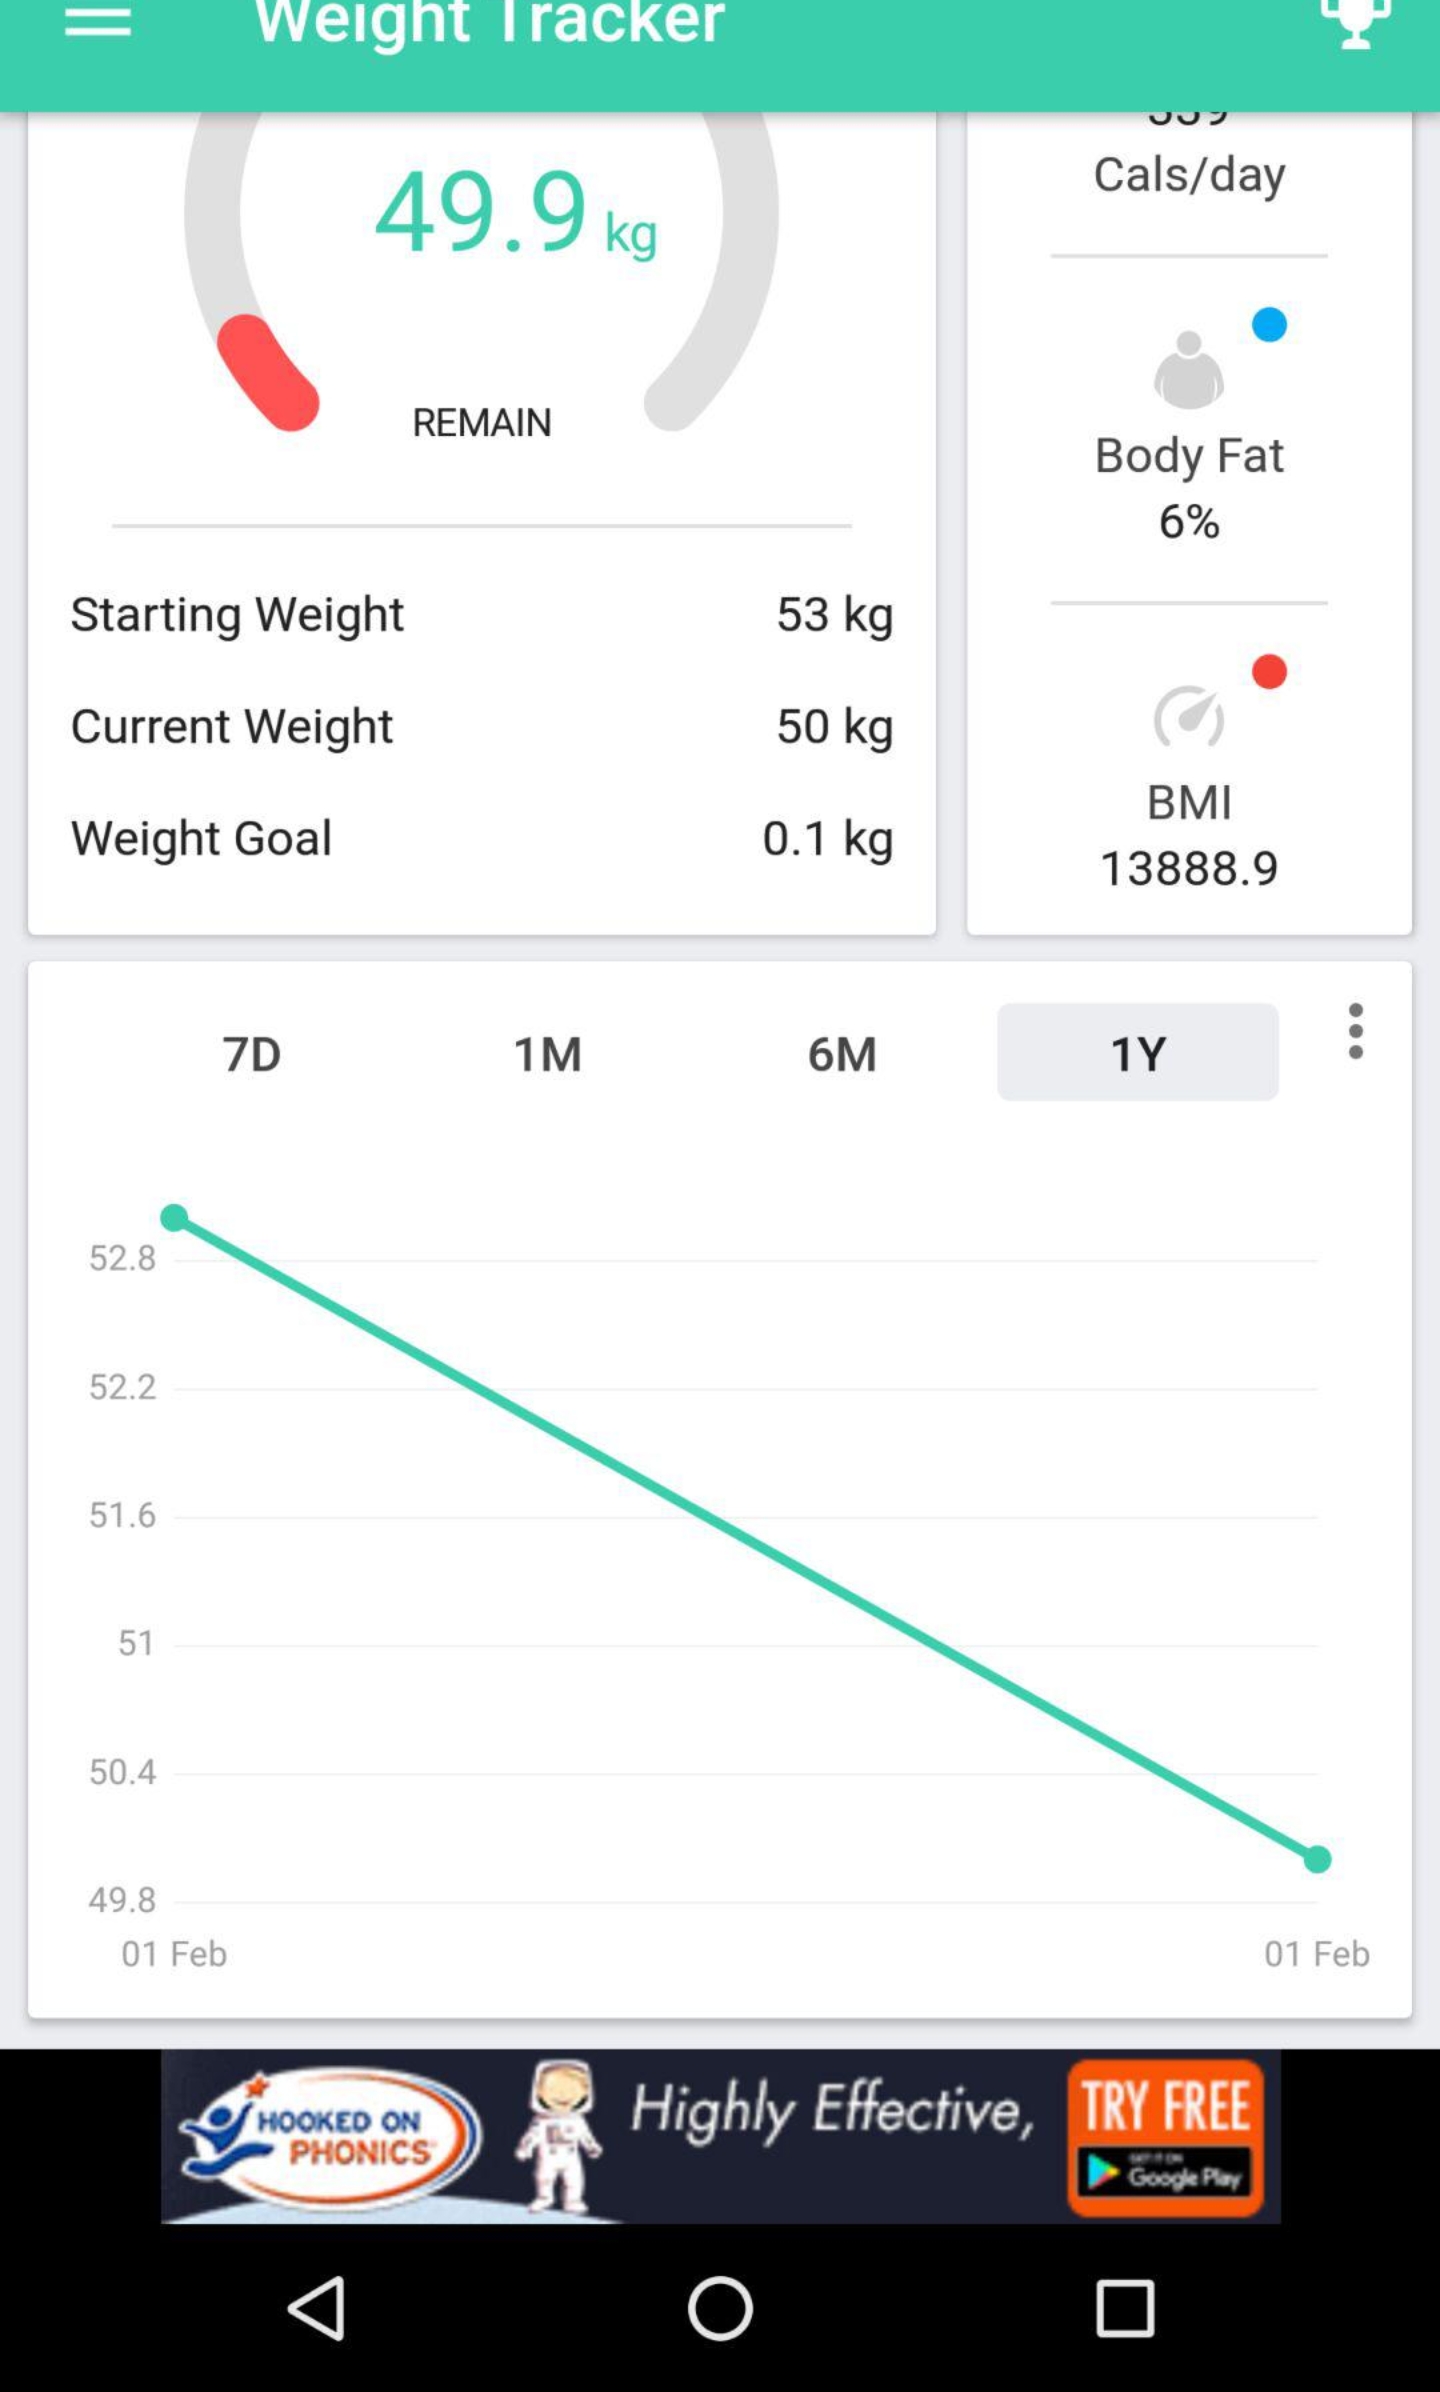 Weight Tracker
49.9 kg
REMAIN
Starting Weight 53 kg
Current Weight 50 kg
Weight Goal 0.1 kg
Cals/day
Body Fat
6%
BMI
13888.9
7D 1M 6M 1Y
52.8
52.2
51.6
51
50.4
49.8
01 Feb 01 Feb
HOOKED ON
PHONICS
Highly Effective,
TRY FREE
GET IT ON
Google Play